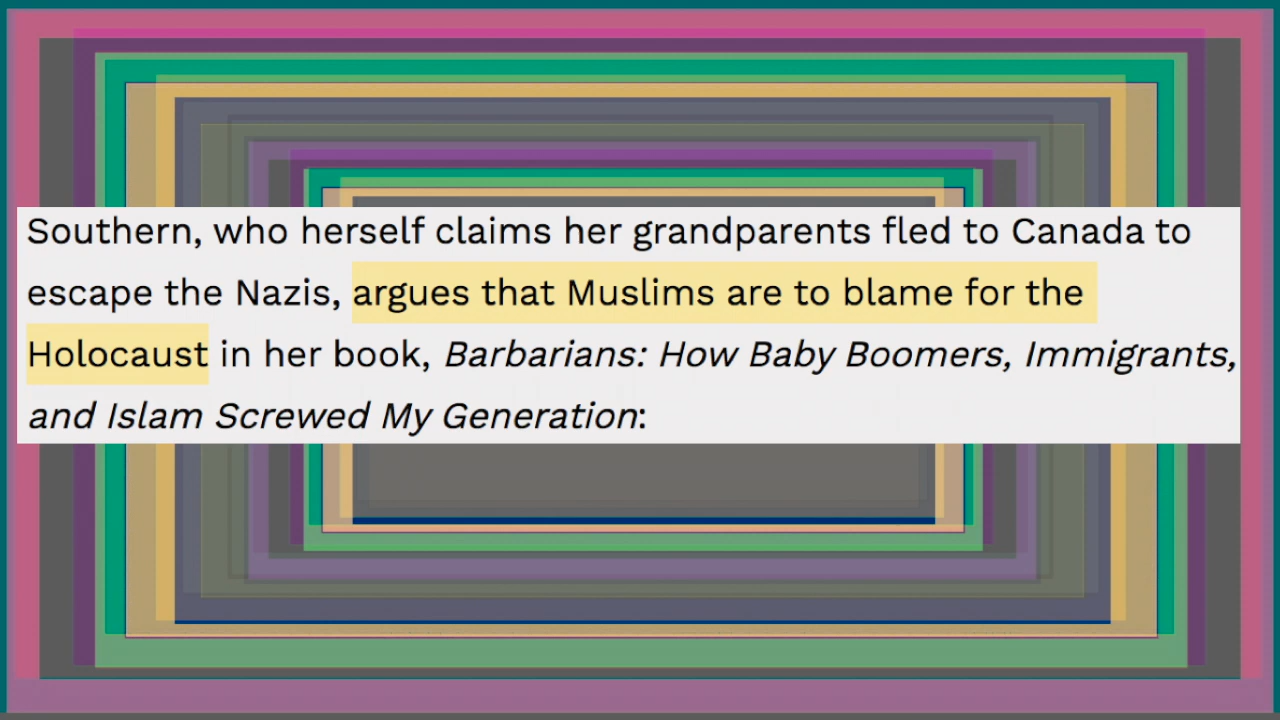 Southern, who herself claims her grandparents fled to Canada to
escape the Nazis, argues that Muslims are to blame for the
Holocaust in her book, Barbarians: How Baby Boomers, Immigrants,
and Islam Screwed My Generation: